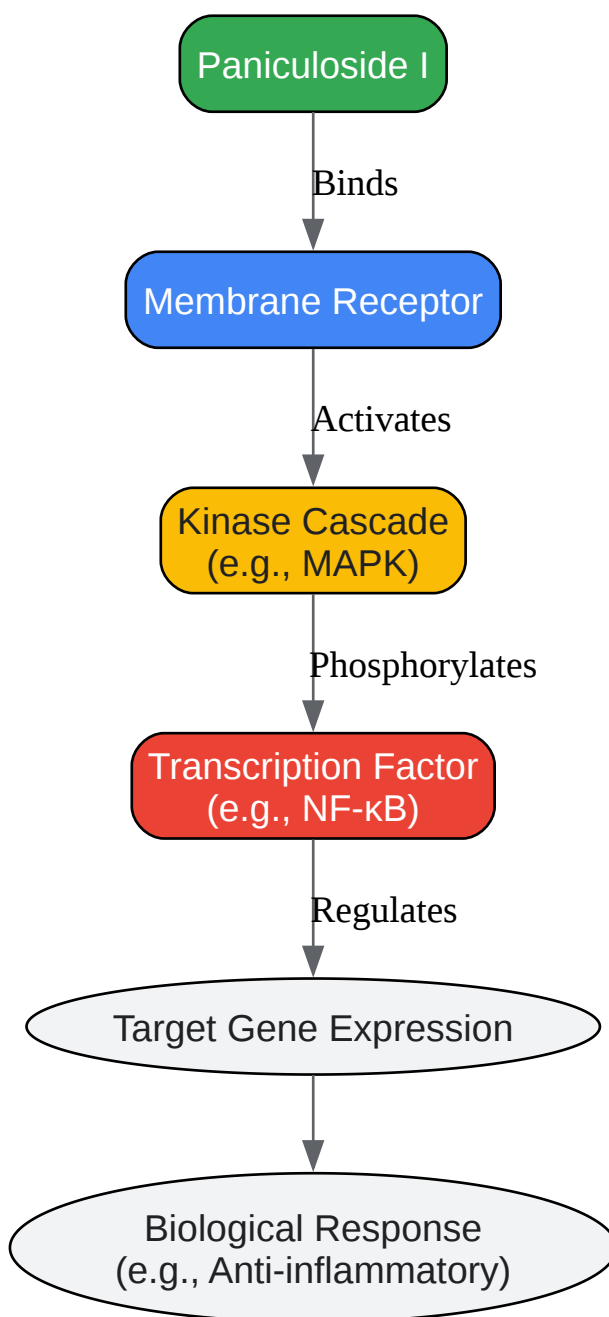 Paniculoside I
Binds
Membrane Receptor
Activates
Kinase Cascade
(e.g., MAPK)
Phosphorylates
Transcription Factor
(e.g., NF-κB)
Regulates
Target Gene Expression
Biological Response
(e.g., Anti-inflammatory)